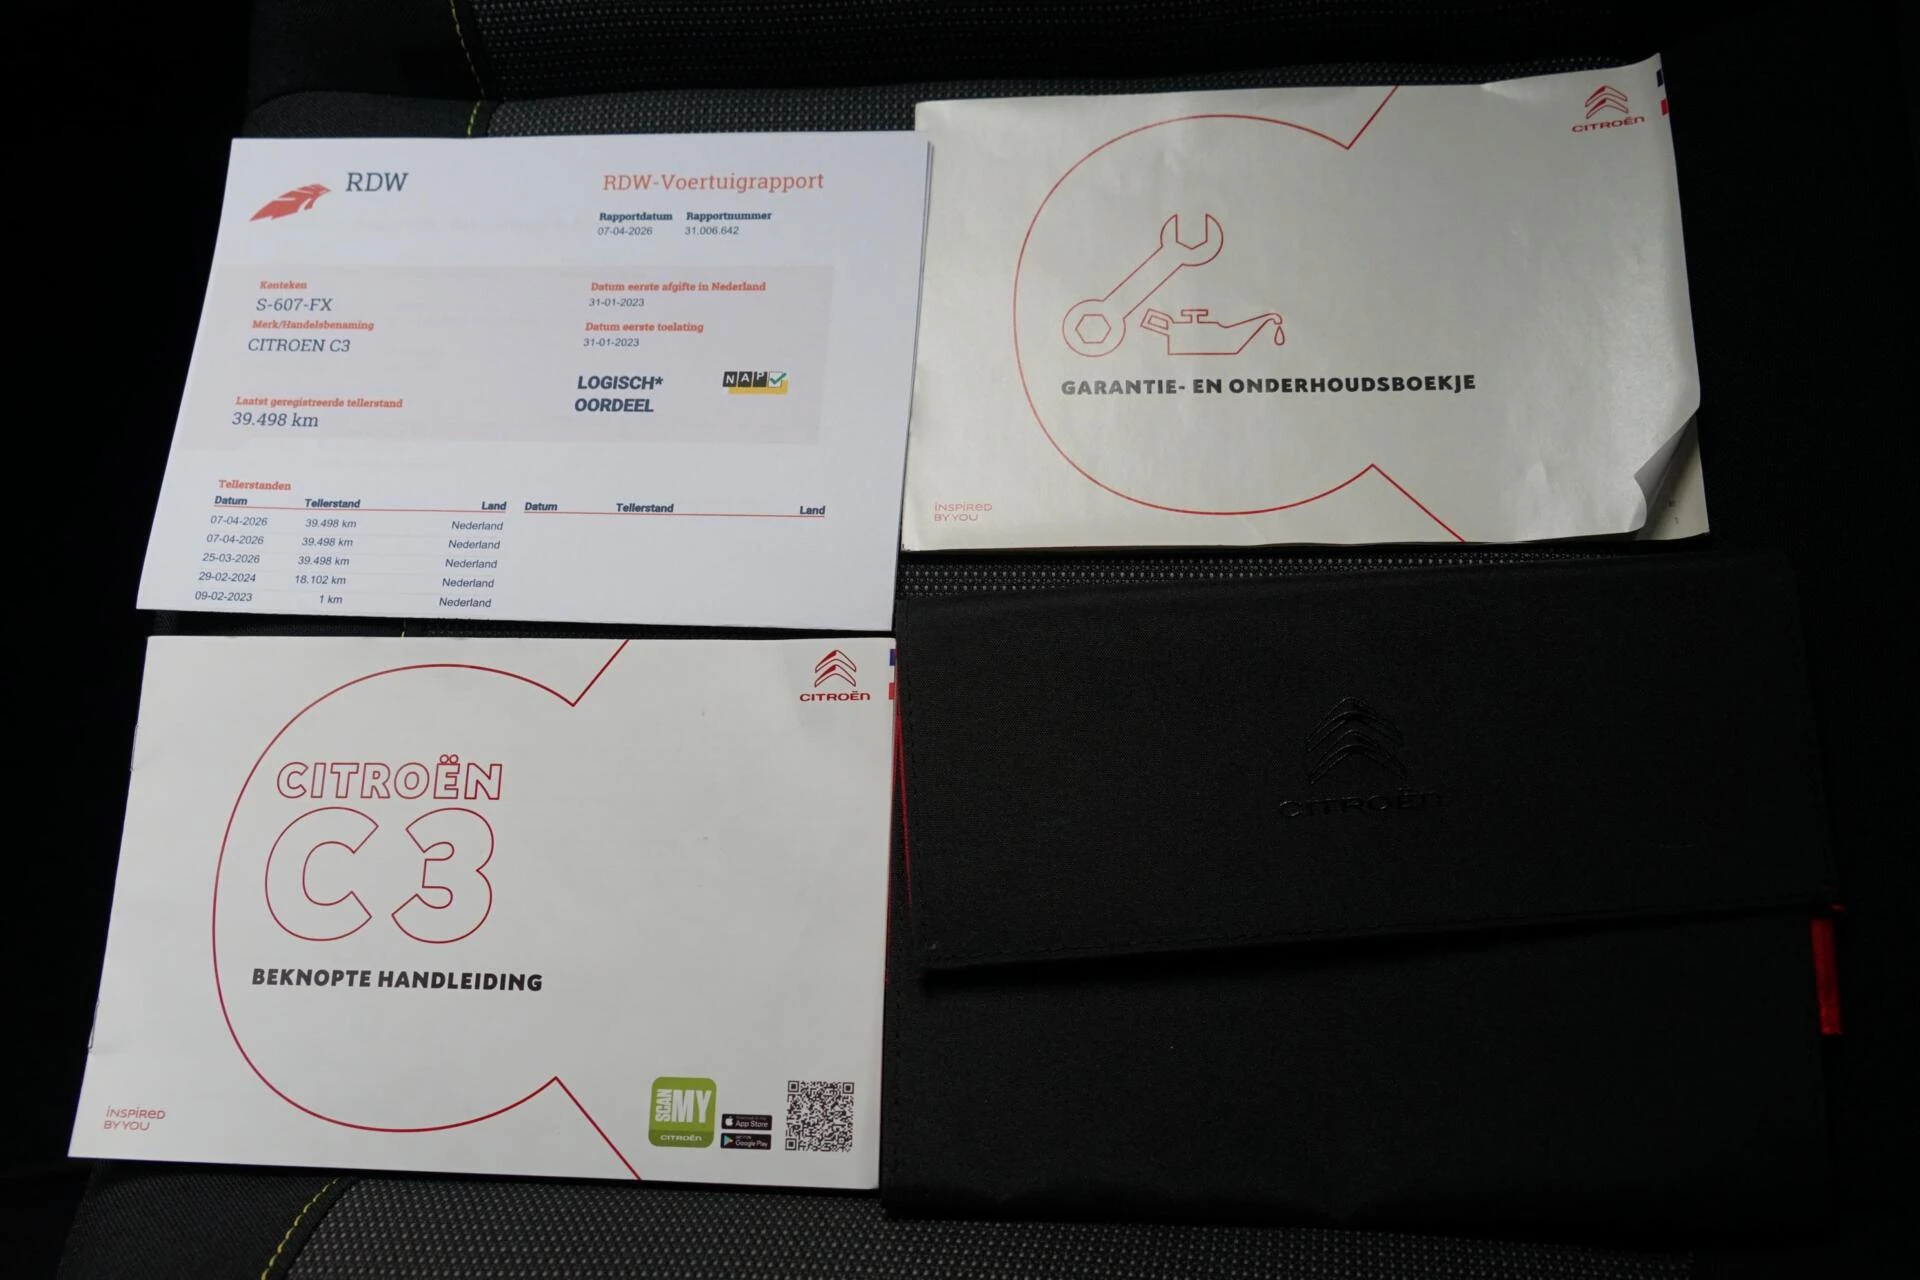 RDW
RDW-Voertuigrapport
Rapportdatum Rapportnummer
07-04-2026 31.006.642
Kenteken
S-607-FX
Merk/Handelsbenaming
CITROEN C3
Datum eerste afgifte in Nederland
31-01-2023
Datum eerste toelating
31-01-2023
LOGISCH*
OORDEEL
NAP
Laatst geregistreerde tellerstand
39.498 km
Tellerstanden
Datum Tellerstand Land Datum Tellerstand Land
07-04-2026 39.498 km Nederland
07-04-2026 39.498 km Nederland
25-03-2026 39.498 km Nederland
29-02-2024 18.102 km Nederland
09-02-2023 1 km Nederland
CITROËN
GARANTIE- EN ONDERHOUDSBOEKJE
INSPIRED
BY YOU
CITROËN
CITROËN
C3
BEKNOPTE HANDLEIDING
INSPIRED
BY YOU
SCAN
MY
CITROËN
App Store
Google Play
CITROËN